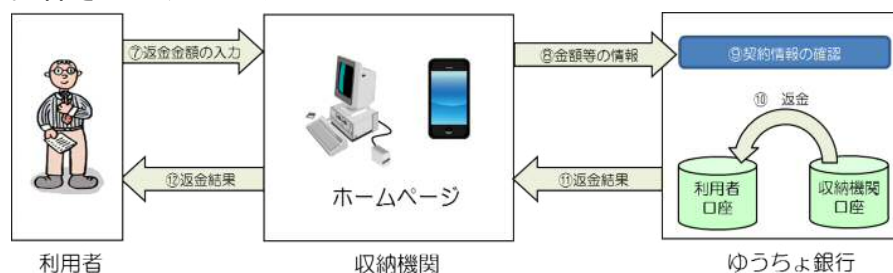 ⑦返金金額の入力
⑧金額等の情報
⑨契約情報の確認
⑩ 返金
⑫返金結果
ホームページ
⑪返金結果
利用者
口座
収納機関
口座
利用者
収納機関
ゆうちょ銀行